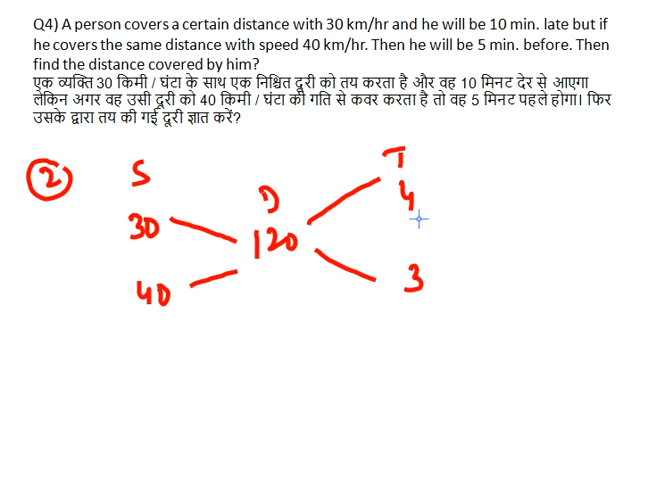 Q4) A person covers a certain distance with 30 km/hr and he will be 10 min. late but if
he covers the same distance with speed 40 km/hr. Then he will be 5 min. before. Then
find the distance covered by him?
एक व्यक्ति 30 किमी / घंटा के साथ एक निश्चित दूरी को तय करता है और वह 10 मिनट देर से आएगा
लेकिन अगर वह उसी दूरी को 40 किमी / घंटा की गति से कवर करता है तो वह 5 मिनट पहले होगा। फिर
उसके द्वारा तय की गई दूरी ज्ञात करें?
2 S D T
30 120 4
40 3